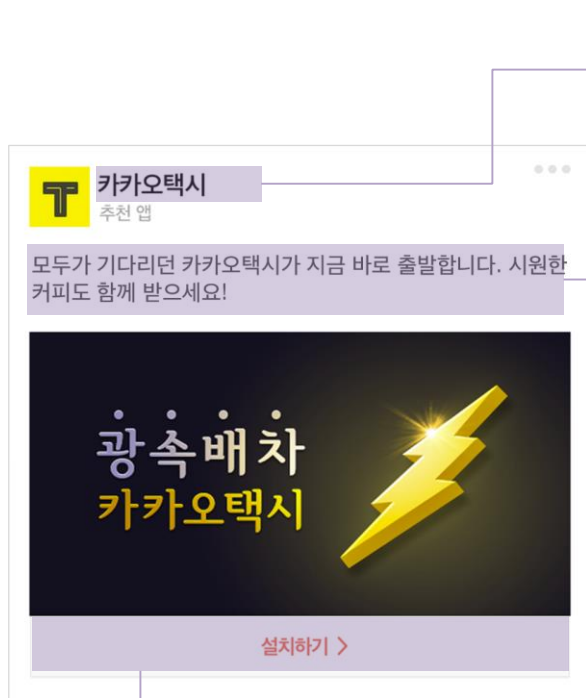 카카오택시
추천 앱
모두가 기다리던 카카오택시가 지금 바로 출발합니다. 시원한
커피도 함께 받으세요!
광속배차
카카오택시
설치하기 >